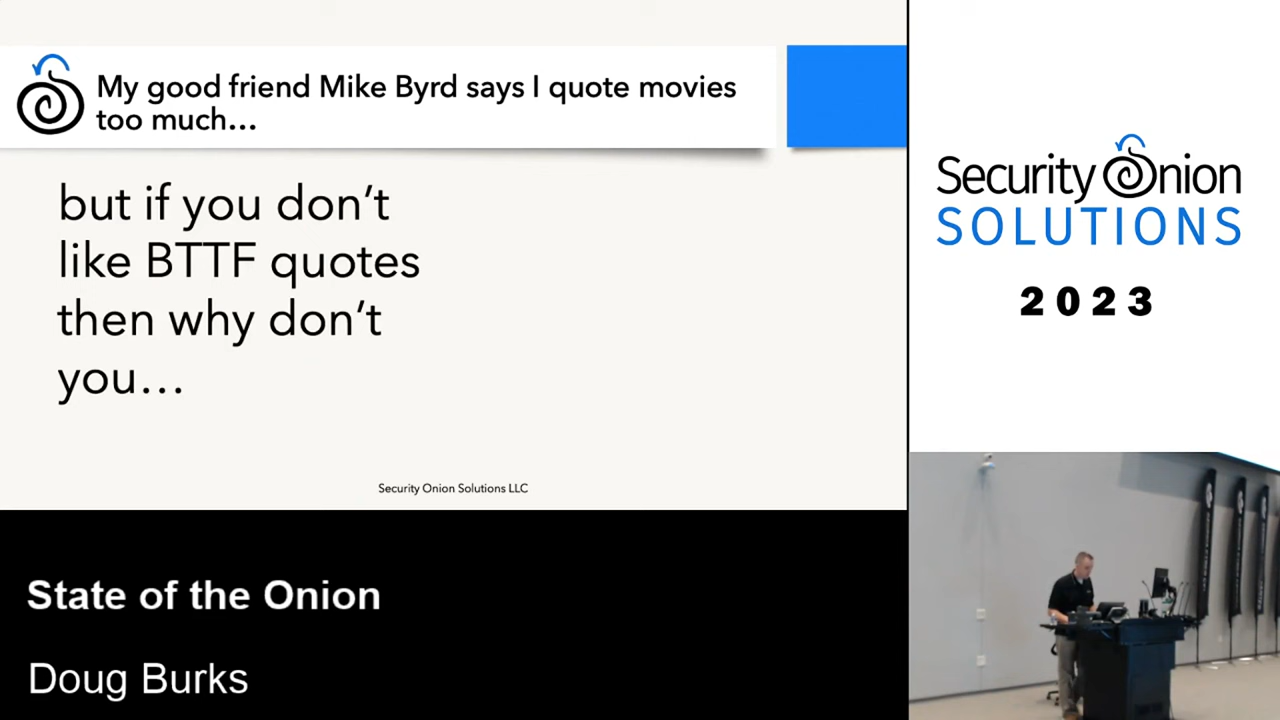 My good friend Mike Byrd says I quote movies
too much...
but if you don't
like BTTF quotes
then why don't
you...
Security Onion Solutions LLC
State of the Onion
Doug Burks
Security Onion
SOLUTIONS
2023